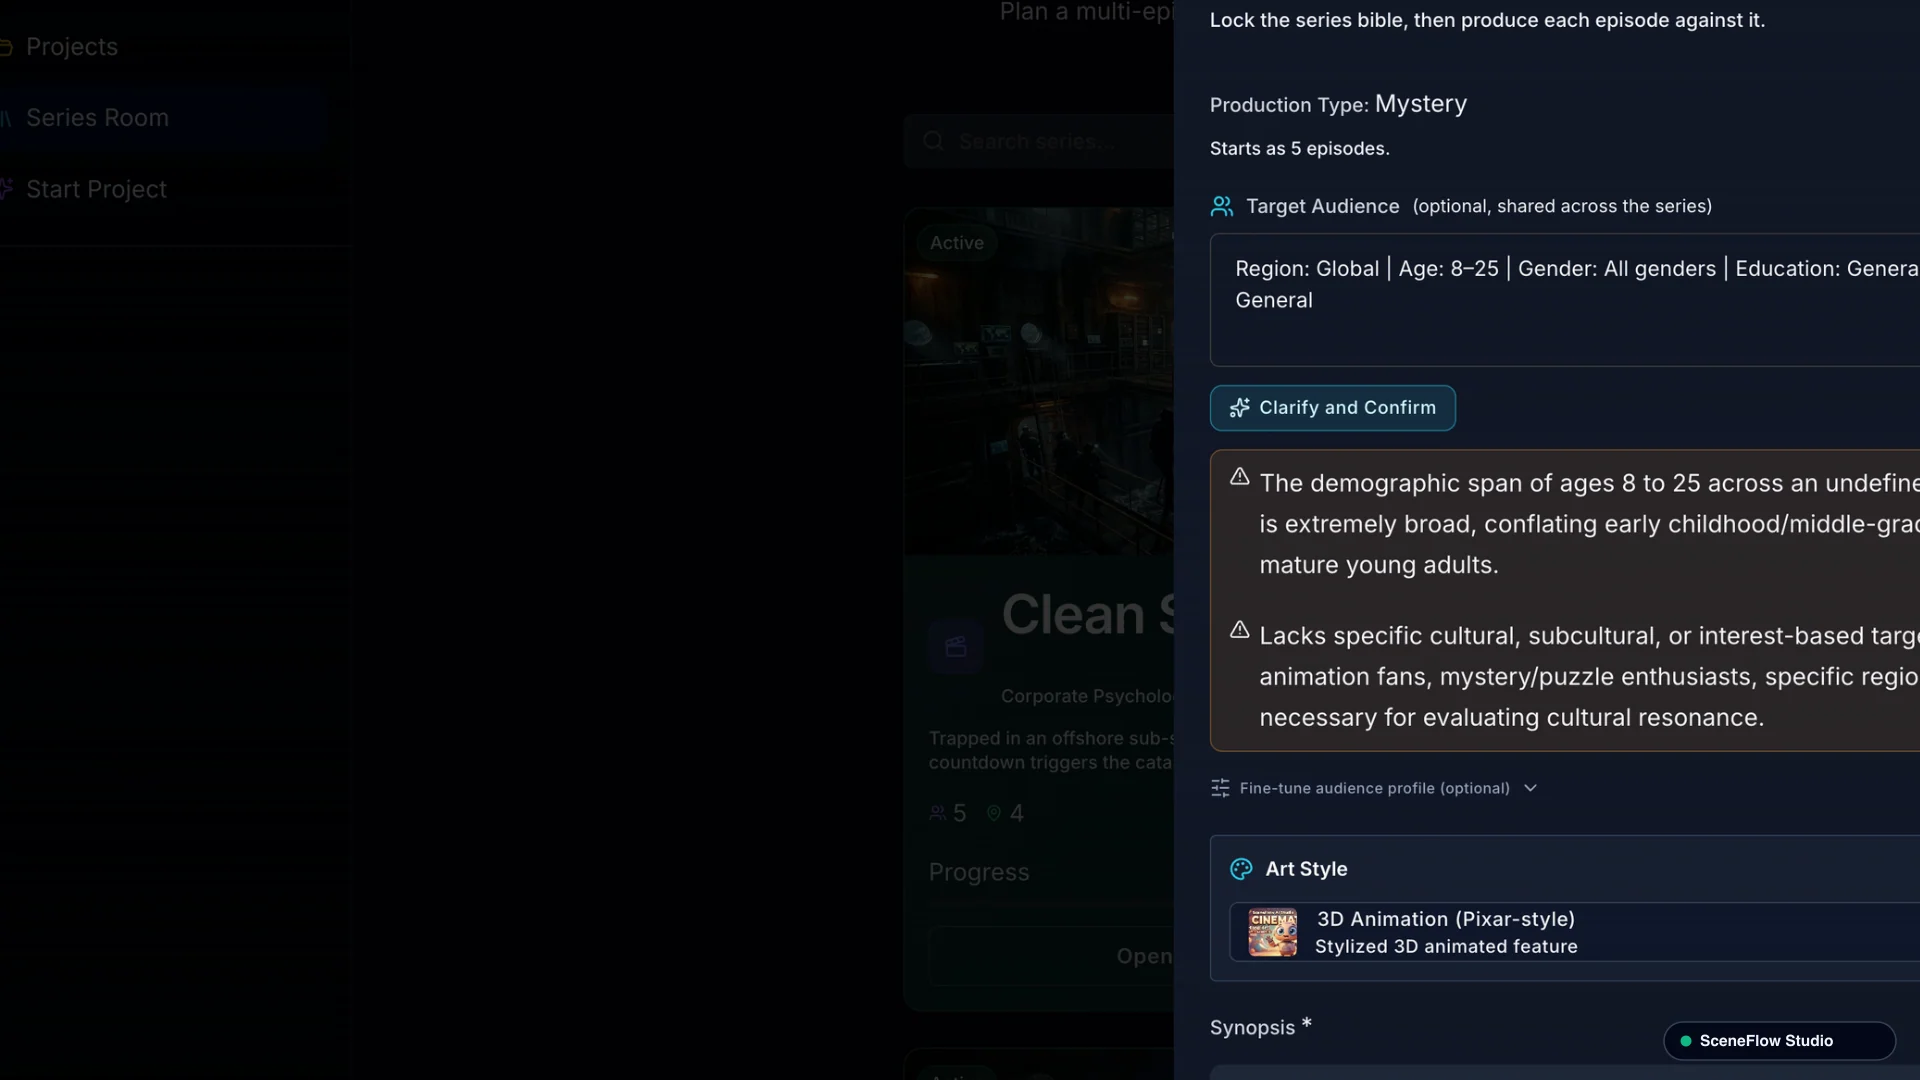 Projects
Series Room
Start Project
Plan a multi-epi
Search series...
Active
Clean S
Corporate Psycholo
Trapped in an offshore sub-s
countdown triggers the cata
5 4
Progress
Open
Lock the series bible, then produce each episode against it.
Production Type: Mystery
Starts as 5 episodes.
Target Audience (optional, shared across the series)
Region: Global | Age: 8–25 | Gender: All genders | Education: Genera
General
Clarify and Confirm
The demographic span of ages 8 to 25 across an undefine
is extremely broad, conflating early childhood/middle-grad
mature young adults.
Lacks specific cultural, subcultural, or interest-based targe
animation fans, mystery/puzzle enthusiasts, specific regio
necessary for evaluating cultural resonance.
Fine-tune audience profile (optional)
Art Style
CINEMA
3D Animation (Pixar-style)
Stylized 3D animated feature
Synopsis *
SceneFlow Studio